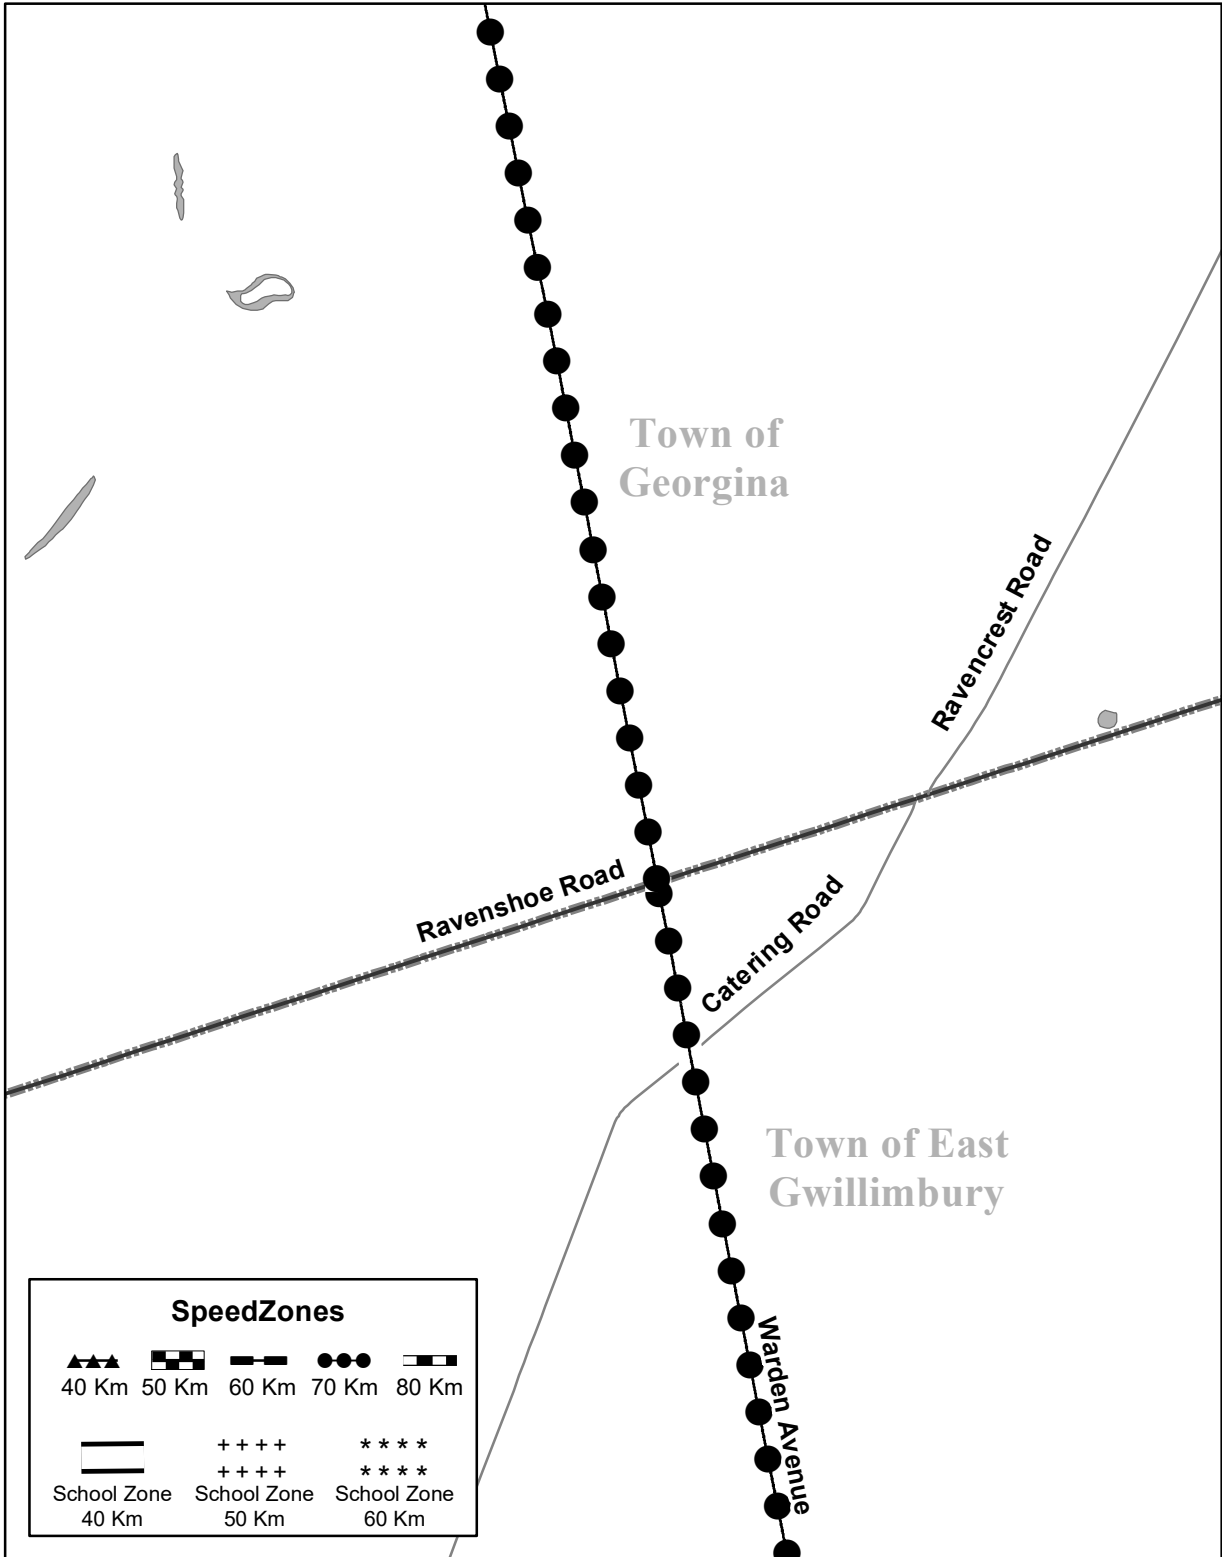 Town of
Georgina
Ravencrest Road
Ravenshoe Road
Catering Road
Town of East
Gwillimbury
Warden Avenue
SpeedZones
40 Km 50 Km 60 Km 70 Km 80 Km
School Zone School Zone School Zone
40 Km 50 Km 60 Km